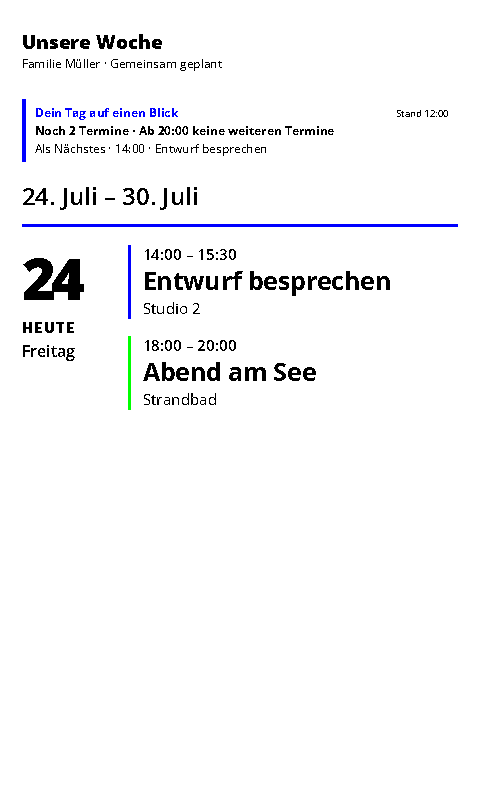 Unsere Woche
Familie Müller · Gemeinsam geplant
Dein Tag auf einen Blick
Stand 12:00
Noch 2 Termine · Ab 20:00 keine weiteren Termine
Als Nächstes · 14:00 · Entwurf besprechen
24. Juli – 30. Juli
24
HEUTE
Freitag
14:00 – 15:30
Entwurf besprechen
Studio 2
18:00 – 20:00
Abend am See
Strandbad